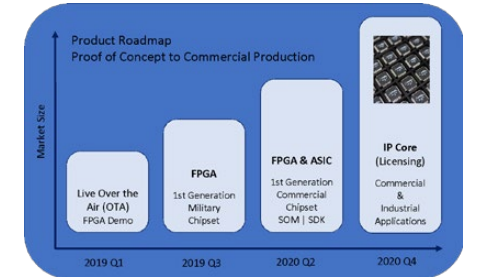 Product Roadmap
Proof of Concept to Commercial Production
Market Size
Live Over the
Air (OTA)
FPGA Demo
FPGA
1st Generation
Military
Chipset
FPGA & ASIC
1st Generation
Commercial
Chipset
SOM | SDK
IP Core
(Licensing)
Commercial
&
Industrial
Applications
2019 Q1
2019 Q3
2020 Q2
2020 Q4